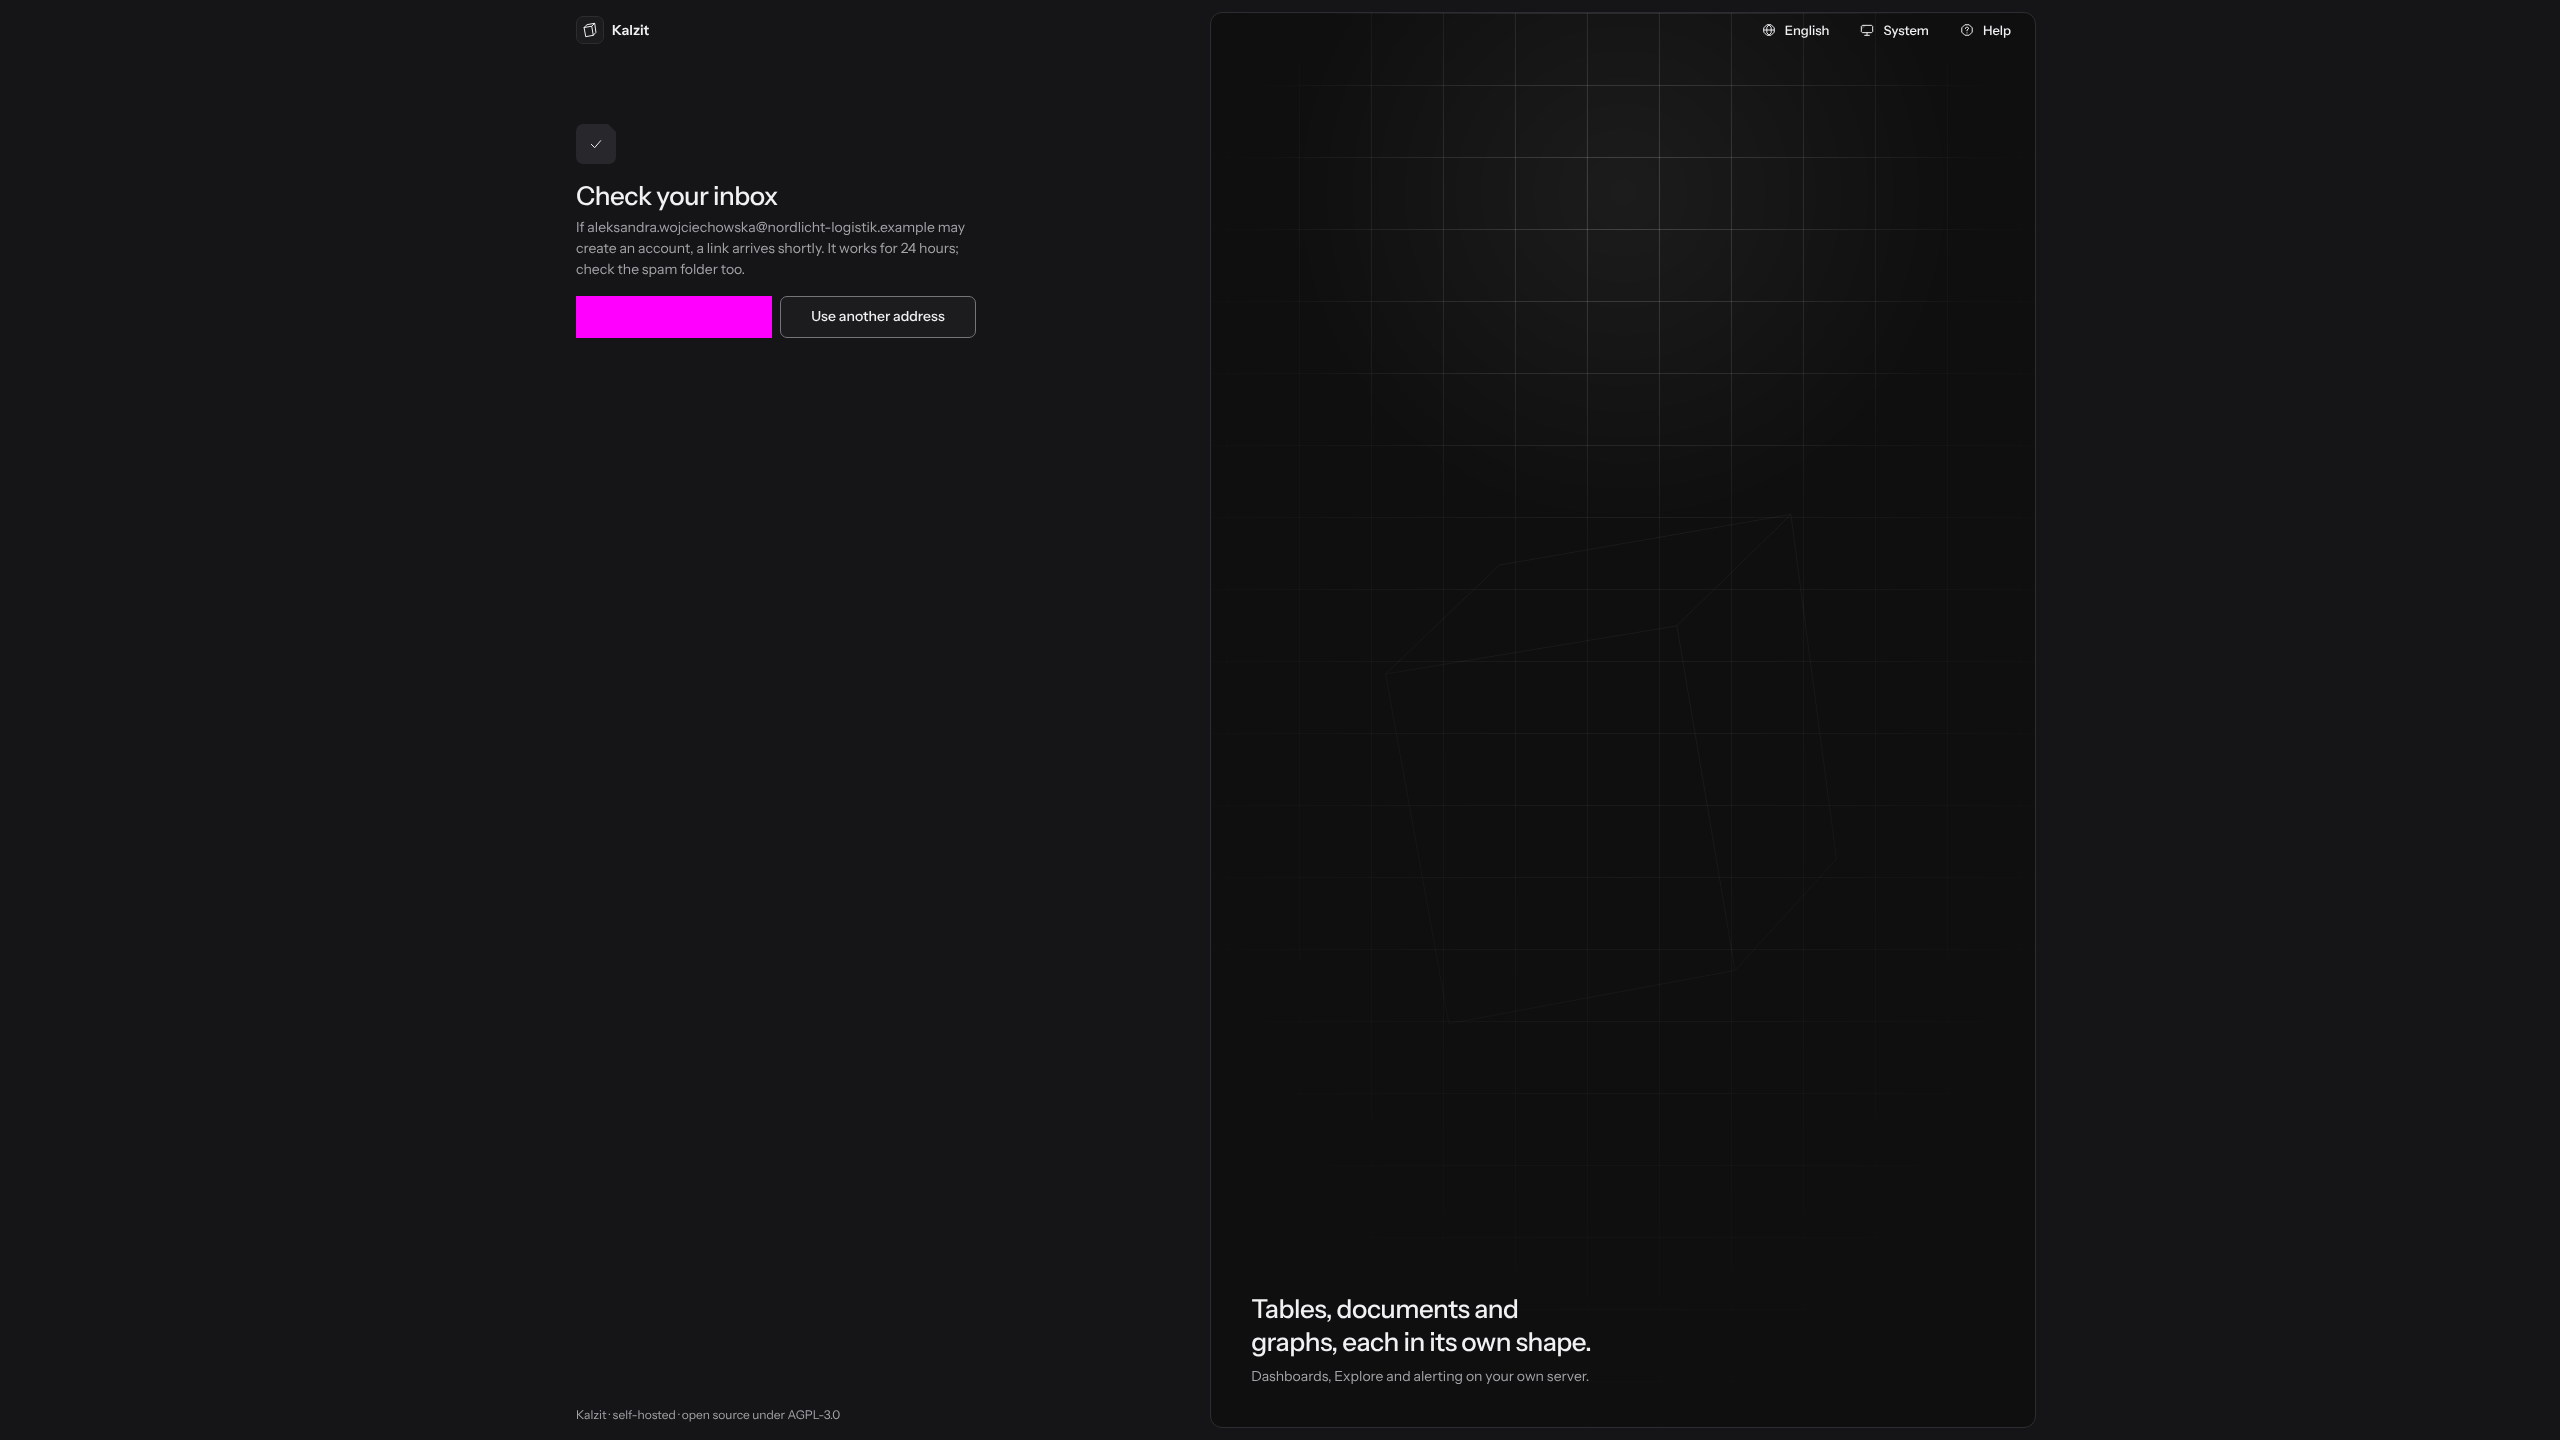 Kalzit
English
System
Help
Check your inbox
If aleksandra.wojciechowska@nordlicht-logistik.example may
create an account, a link arrives shortly. It works for 24 hours;
check the spam folder too.
Use another address
Tables, documents and
graphs, each in its own shape.
Dashboards, Explore and alerting on your own server.
Kalzit · self-hosted · open source under AGPL-3.0